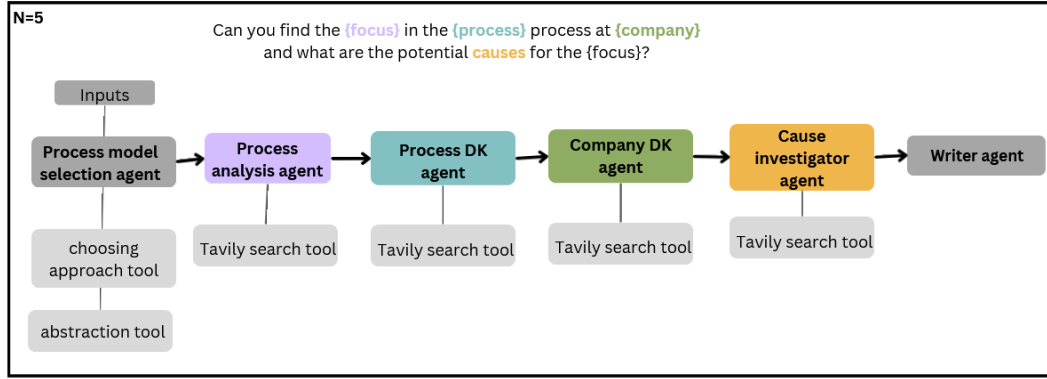 N=5
Can you find the {focus} in the {process} process at {company}
and what are the potential causes for the {focus}?
Inputs
Process model
selection agent
Process
analysis agent
Process DK
agent
Company DK
agent
Cause
investigator
agent
Writer agent
choosing
approach tool
Tavily search tool
Tavily search tool
Tavily search tool
Tavily search tool
abstraction tool